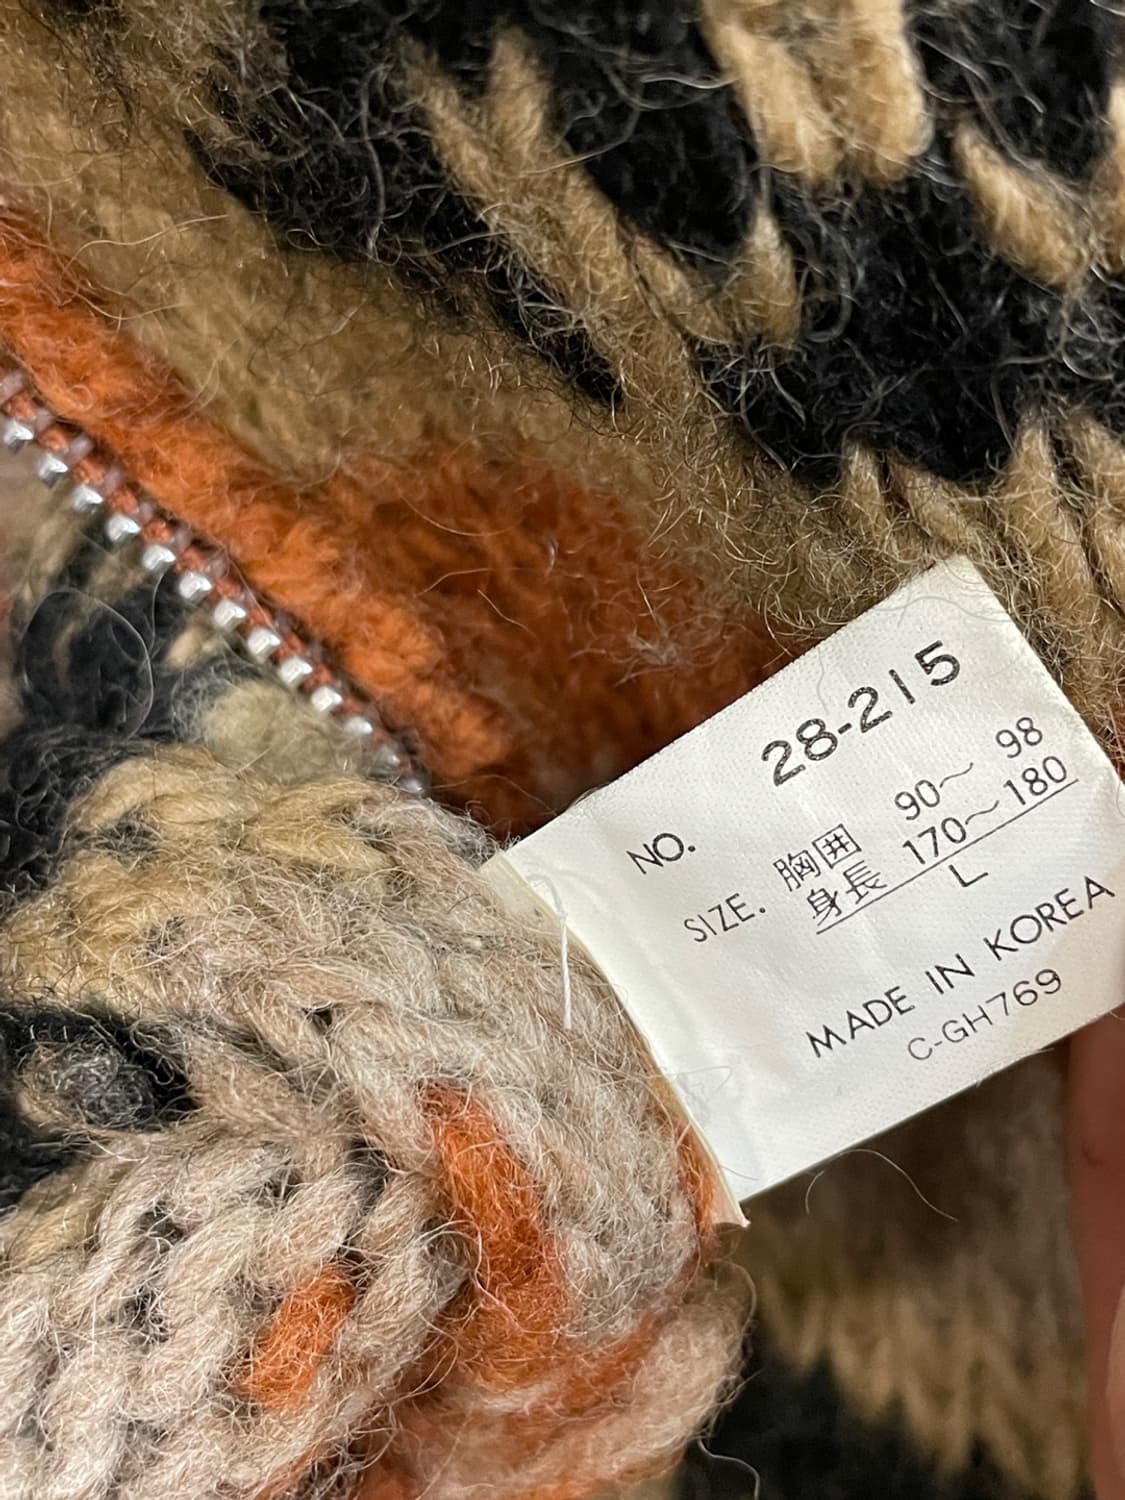 NO. 28-215
SIZE. 胸囲 90～98
身長 170～180
L
MADE IN KOREA
C-GH769